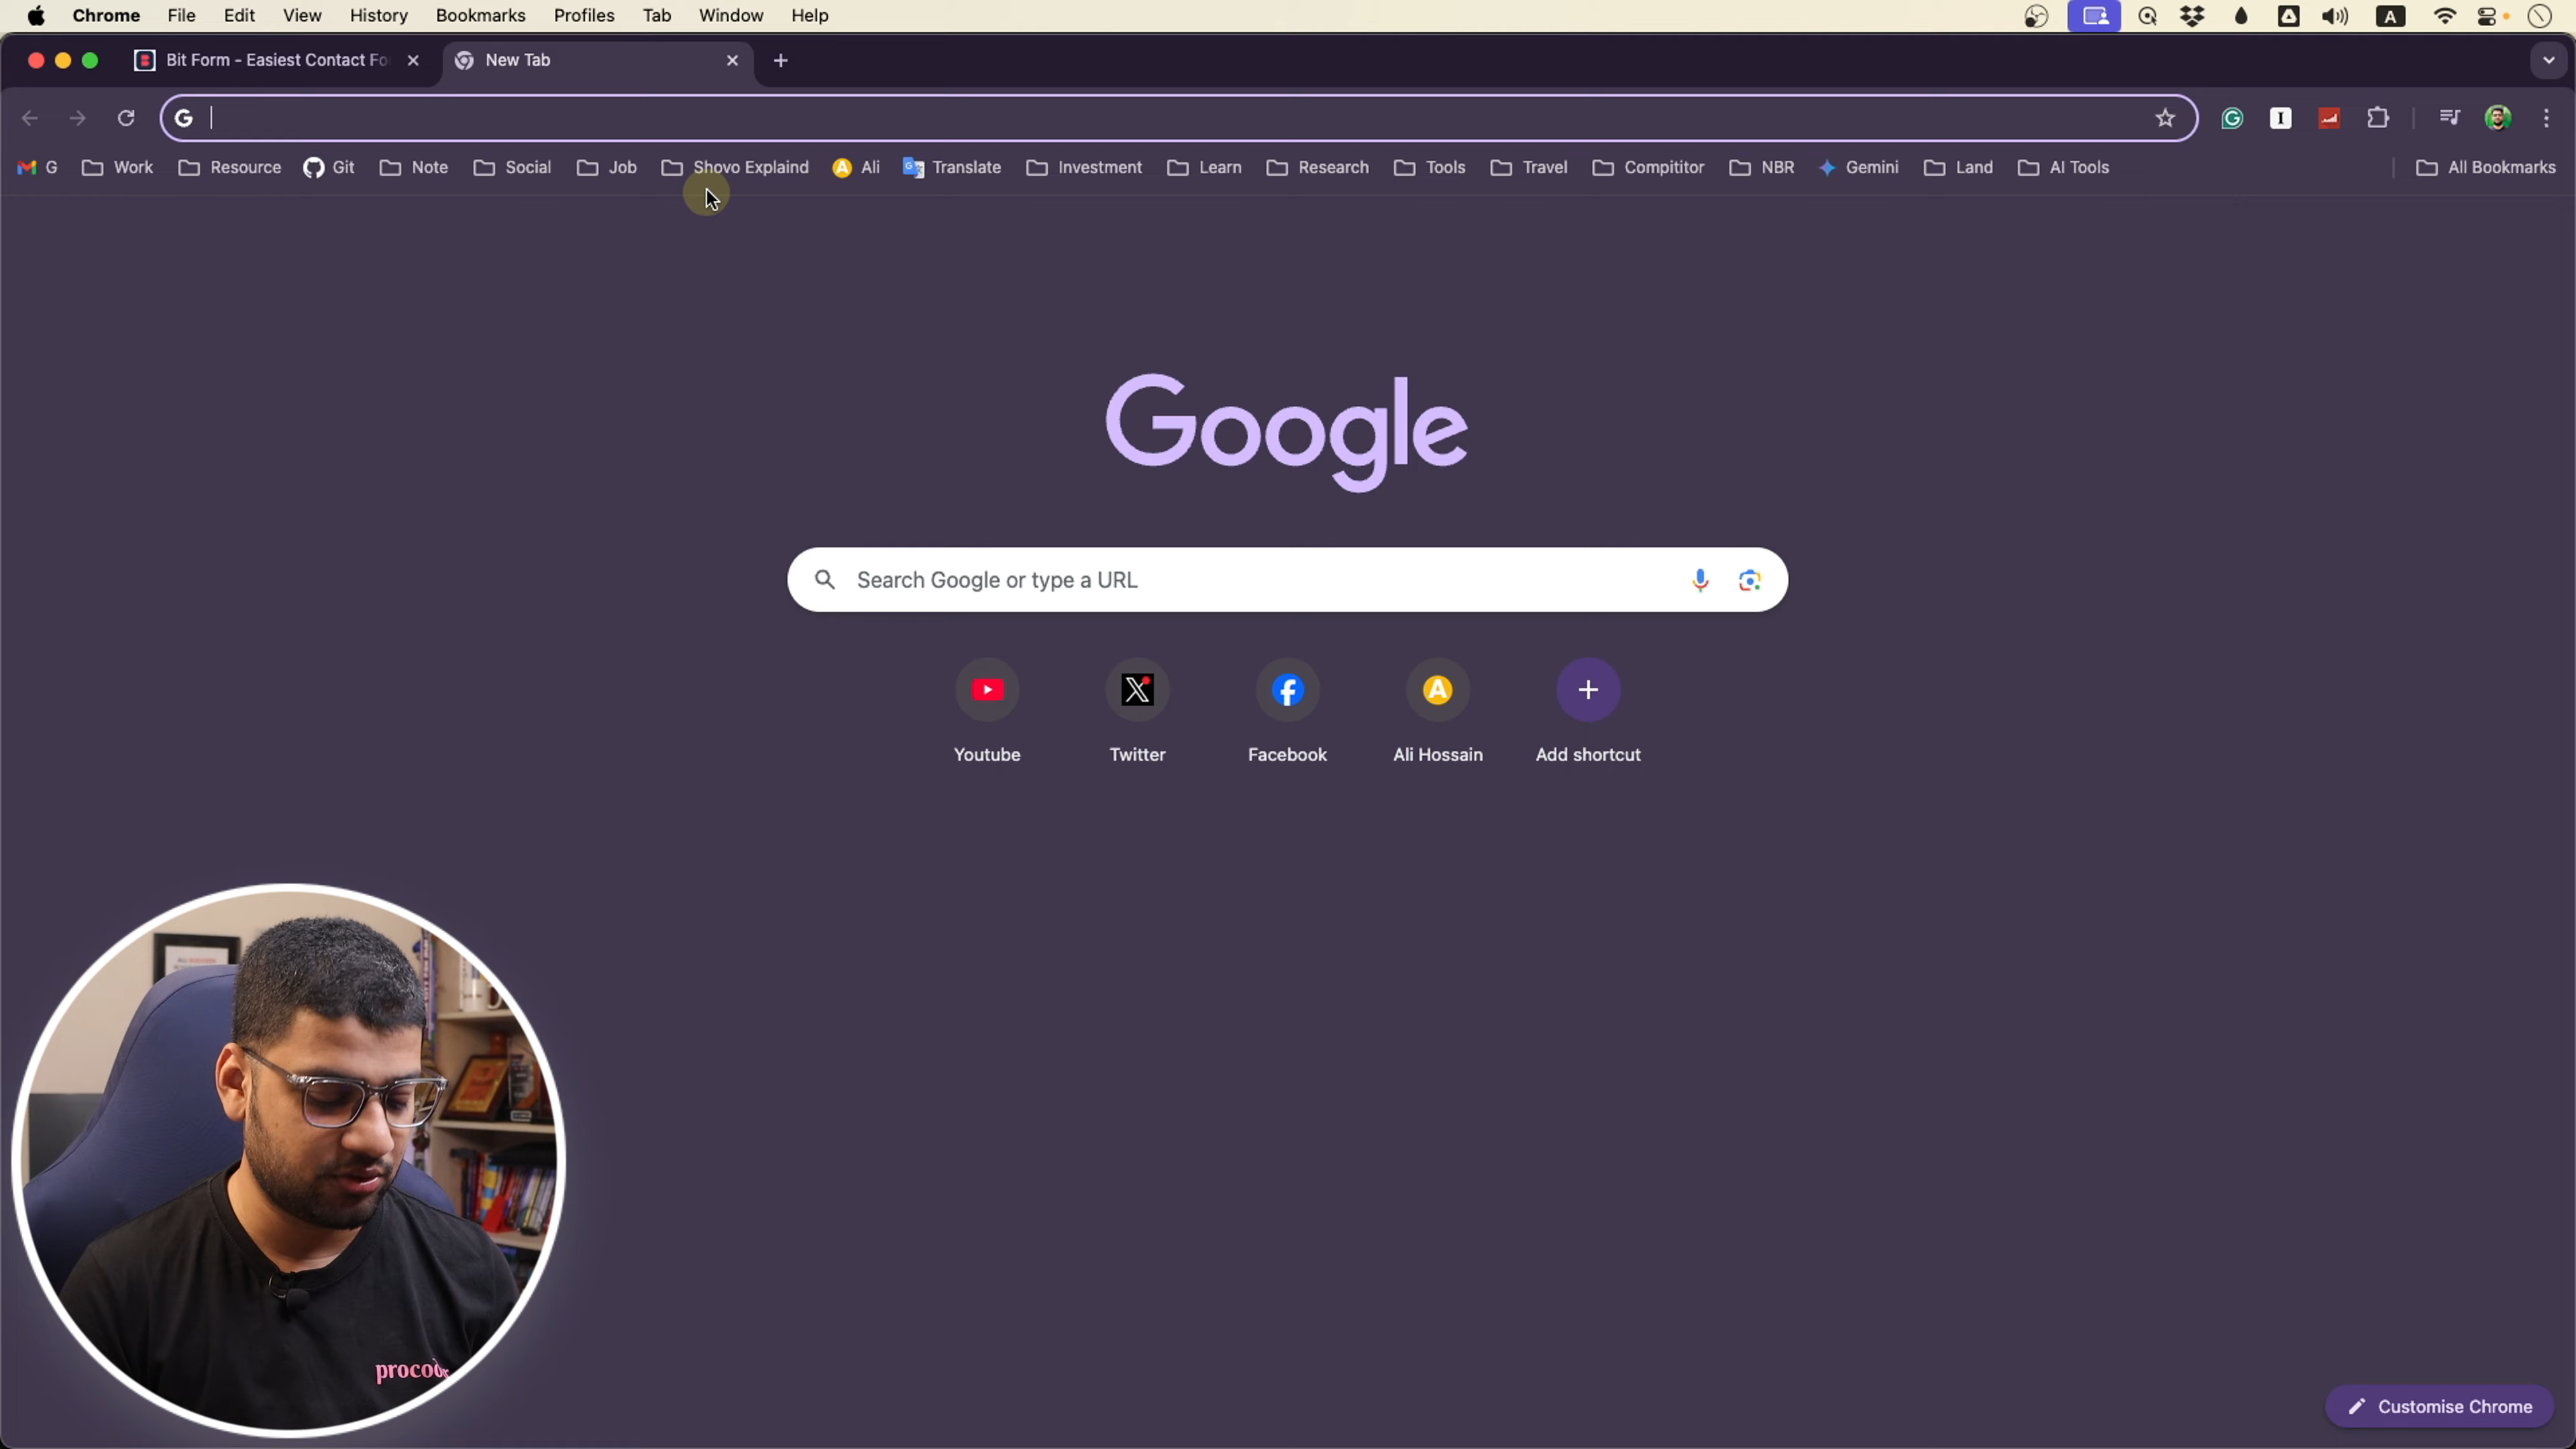 Chrome File Edit View History Bookmarks Profiles Tab Window Help
Bit Form - Easiest Contact Fo
New Tab
G Work Resource Git Note Social Job Shovo Explaind Ali Translate Investment Learn Research Tools Travel Compititor NBR Gemini Land AI Tools All Bookmarks
Google
Search Google or type a URL
Youtube Twitter Facebook Ali Hossain Add shortcut
procod
Customise Chrome